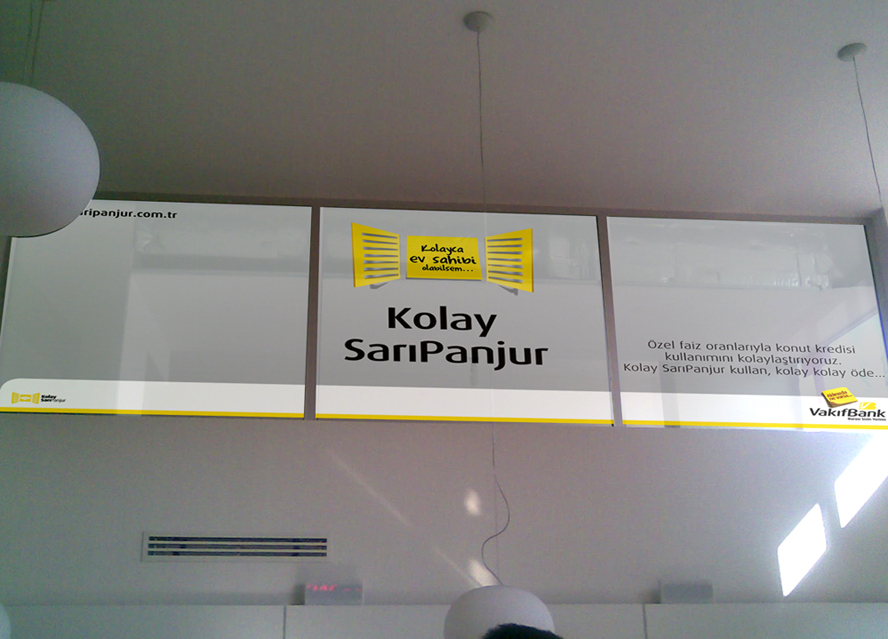 arıpanjur.com.tr
Kolayca
ev sahibi
olabilsem...
Kolay
SarıPanjur
Özel faiz oranlarıyla konut kredisi
kullanımını kolaylaştırıyoruz.
Kolay SarıPanjur kullan, kolay kolay öde...
Kolay
SarıPanjur
VakıfBank